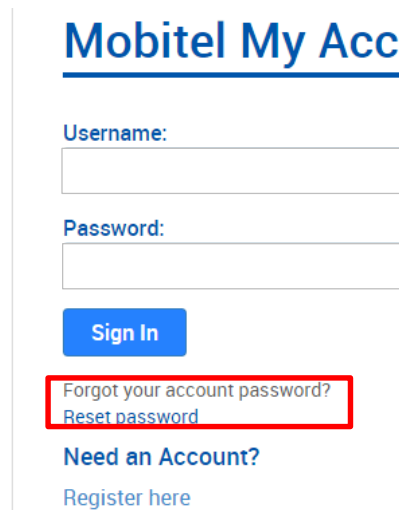 Mobitel My Acc
Username:
Password:
Sign In
Forgot your account password?
Reset password
Need an Account?
Register here